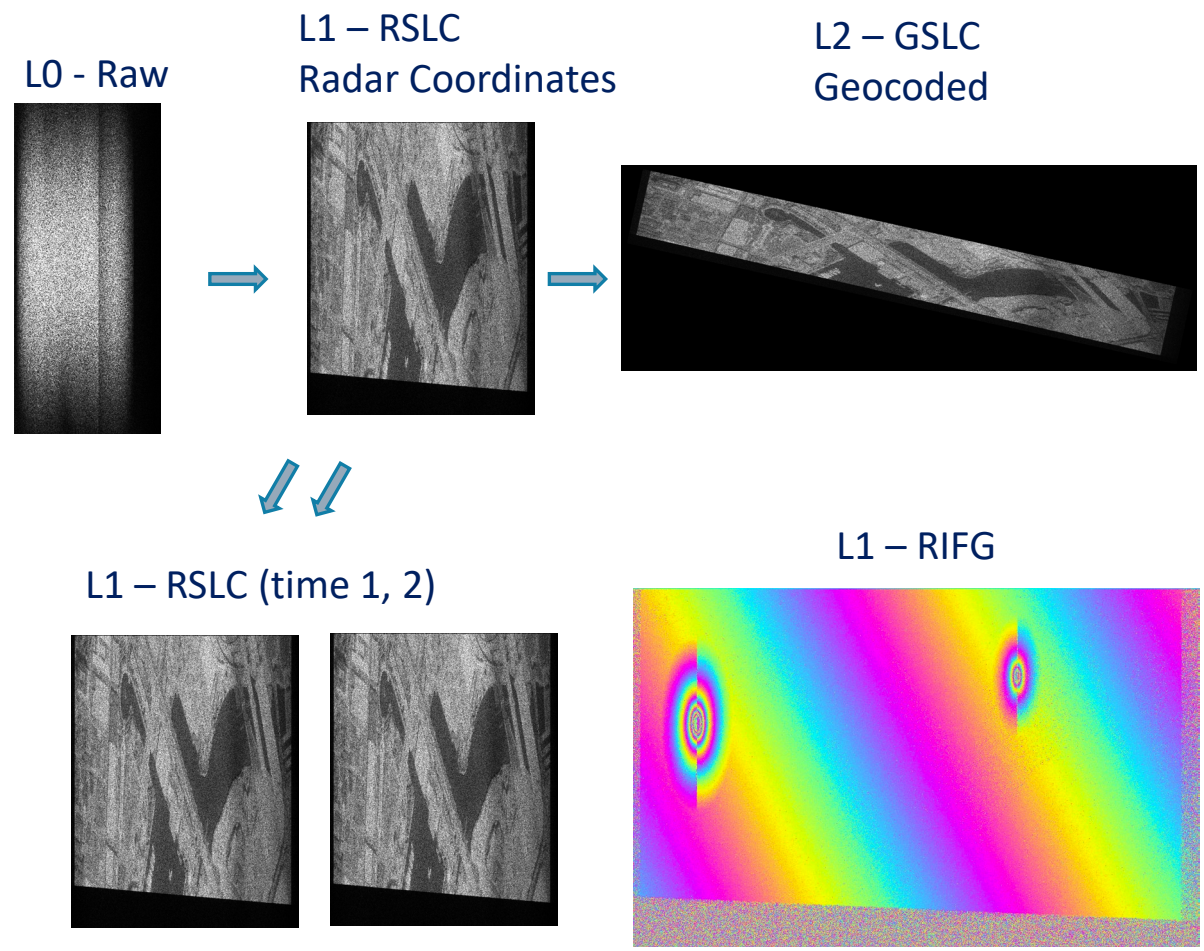 L0 - Raw
L1 – RSLC
Radar Coordinates
L2 – GSLC
Geocoded
L1 – RSLC (time 1, 2)
L1 – RIFG